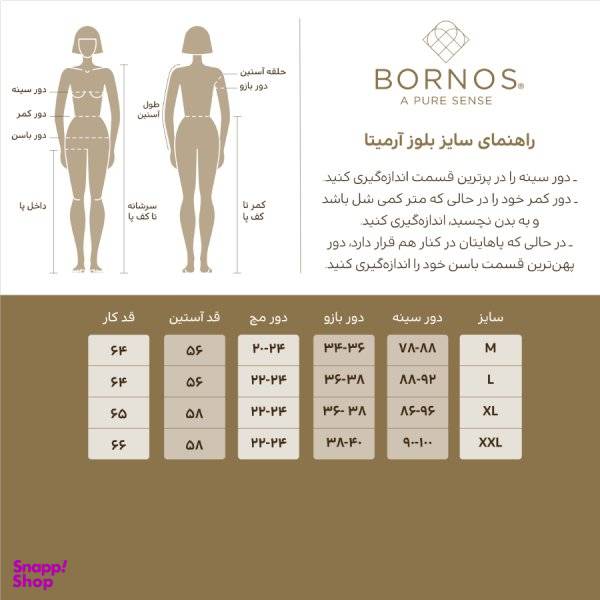 BORNOS®
A PURE SENSE
راهنمای سایز بلوز آرمیتا
- دور سینه را در پرترین قسمت اندازه‌گیری کنید.
- دور کمر خود را در حالی که متر کمی شل باشد
و به بدن نچسبد، اندازه‌گیری کنید.
- در حالی که پاهایتان در کنار هم قرار دارد، دور
پهن‌ترین قسمت باسن خود را اندازه‌گیری کنید.
حلقه آستین
دور بازو
طول
آستین
کمر تا
کف پا
دور سینه
دور کمر
دور باسن
داخل پا
سرشانه
تا کف پا
سایز دور سینه دور بازو دور مچ قد آستین قد کار
M ۷۸-۸۸ ۳۴-۳۶ ۲۰-۲۴ ۵۶ ۶۴
L ۸۸-۹۲ ۳۶-۳۸ ۲۲-۲۴ ۵۶ ۶۴
XL ۸۶-۹۶ ۳۶- ۳۸ ۲۲-۲۴ ۵۸ ۶۵
XXL ۹۰-۱۰۰ ۳۸-۴۰ ۲۲-۲۴ ۵۸ ۶۶
Snapp!
Shop